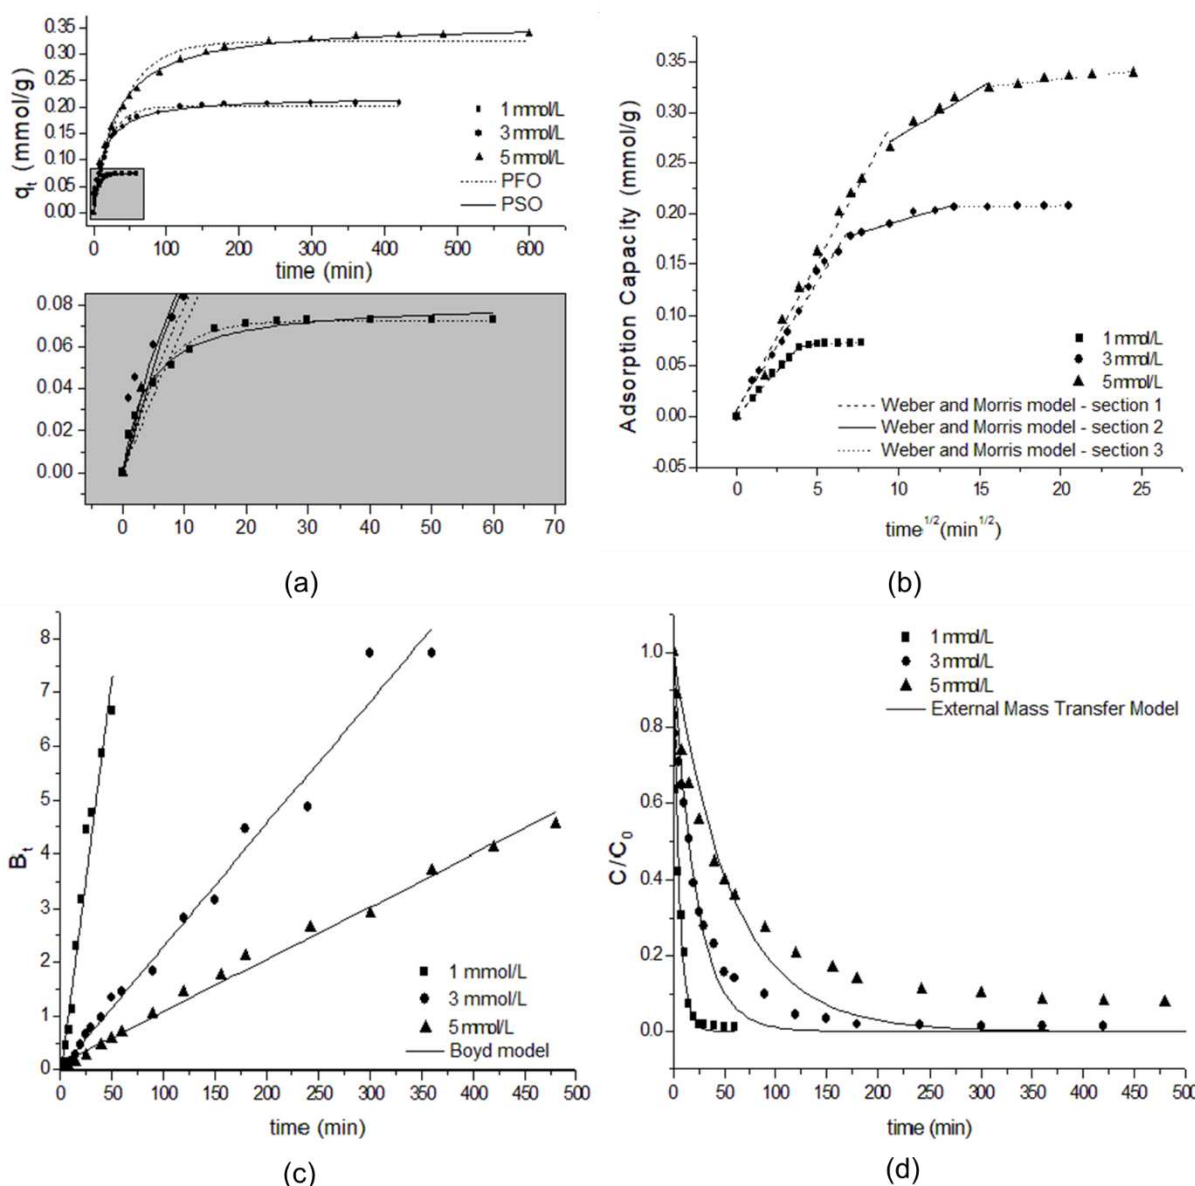 0.35
0.30
0.25
0.20
0.15
0.10
0.05
0.00
qt (mmol/g)
1 mmol/L
3 mmol/L
5 mmol/L
PFO
PSO
0 100 200 300 400 500 600
time (min)
0.08
0.06
0.04
0.02
0.00
0 10 20 30 40 50 60 70
(a)
(b)
0.35
0.30
0.25
0.20
0.15
0.10
0.05
0.00
-0.05
Adsorption Capacity (mmol/g)
1 mmol/L
3 mmol/L
5 mmol/L
Weber and Morris model - section 1
Weber and Morris model - section 2
Weber and Morris model - section 3
0 5 10 15 20 25
time1/2(min1/2)
(b)
8
7
6
5
4
3
2
1
0
Bt
1 mmol/L
3 mmol/L
5 mmol/L
Boyd model
0 50 100 150 200 250 300 350 400 450 500
time (min)
(c)
1.0
0.8
0.6
0.4
0.2
0.0
C/C0
1 mmol/L
3 mmol/L
5 mmol/L
External Mass Transfer Model
0 50 100 150 200 250 300 350 400 450 500
time (min)
(d)